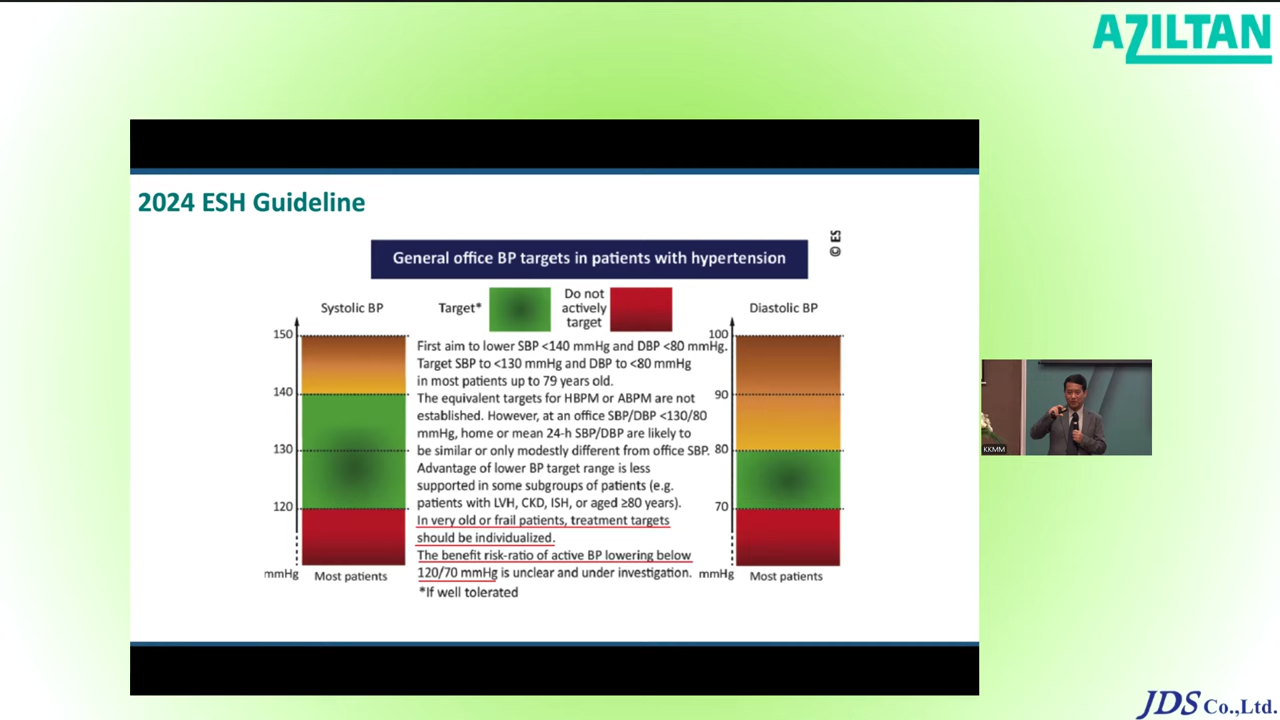 AZILTAN
2024 ESH Guideline
© ES
General office BP targets in patients with hypertension
Systolic BP
Target*
Do not
actively
target
Diastolic BP
150
140
130
120
mmHg
Most patients
First aim to lower SBP <140 mmHg and DBP <80 mmHg.
Target SBP to <130 mmHg and DBP to <80 mmHg
in most patients up to 79 years old.
The equivalent targets for HBPM or ABPM are not
established. However, at an office SBP/DBP <130/80
mmHg, home or mean 24-h SBP/DBP are likely to
be similar or only modestly different from office SBP.
Advantage of lower BP target range is less
supported in some subgroups of patients (e.g.
patients with LVH, CKD, ISH, or aged ≥80 years).
In very old or frail patients, treatment targets
should be individualized.
The benefit risk-ratio of active BP lowering below
120/70 mmHg is unclear and under investigation.
*If well tolerated
100
90
80
70
mmHg
Most patients
KKMM
JDS Co.,Ltd.